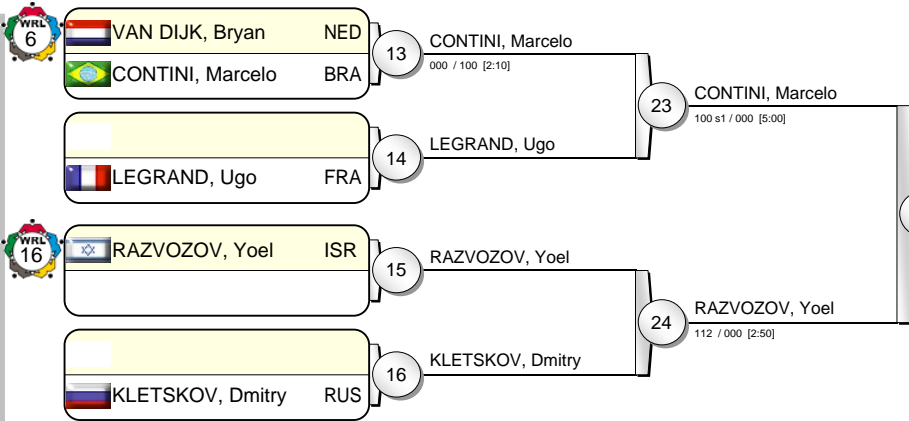 WRL
6
VAN DIJK, Bryan NED
CONTINI, Marcelo BRA
13
CONTINI, Marcelo
000 / 100 [2:10]
LEGRAND, Ugo FRA
14
LEGRAND, Ugo
23
CONTINI, Marcelo
100 s1 / 000 [5:00]
WRL
16
RAZVOZOV, Yoel ISR
15
RAZVOZOV, Yoel
KLETSKOV, Dmitry RUS
16
KLETSKOV, Dmitry
24
RAZVOZOV, Yoel
112 / 000 [2:50]